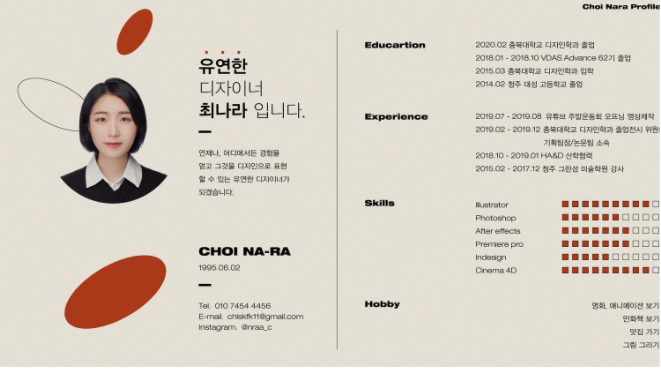 Choi Nara Profile
유연한
디자이너
최나라 입니다.
언제나, 어디에서든 경험을
얻고 그것을 디자인으로 표현
할 수 있는 유연한 디자이너가
되겠습니다.
CHOI NA-RA
1995.06.02
Tel. 010 7454 4456
E-mail. chlskfk11@gmail.com
Instagram. @nraa_c
Educartion
2020.02 충북대학교 디자인학과 졸업
2018.01 - 2018.10 VDAS Advance 62기 졸업
2015.03 충북대학교 디자인학과 입학
2014.02 청주 대성 고등학교 졸업
Experience
2019.07 - 2019.08 유튜브 주말운동회 오프닝 영상제작
2019.02 - 2019.12 충북대학교 디자인학과 졸업전시 위원
기획팀장/논문팀 소속
2018.10 - 2019.01 HA&D 산학협력
2015.02 - 2017.12 청주 그린섬 미술학원 강사
Skills
Illustrator
Photoshop
After effects
Premiere pro
Indesign
Cinema 4D
Hobby
영화, 애니메이션 보기
만화책 보기
맛집 가기
그림 그리기